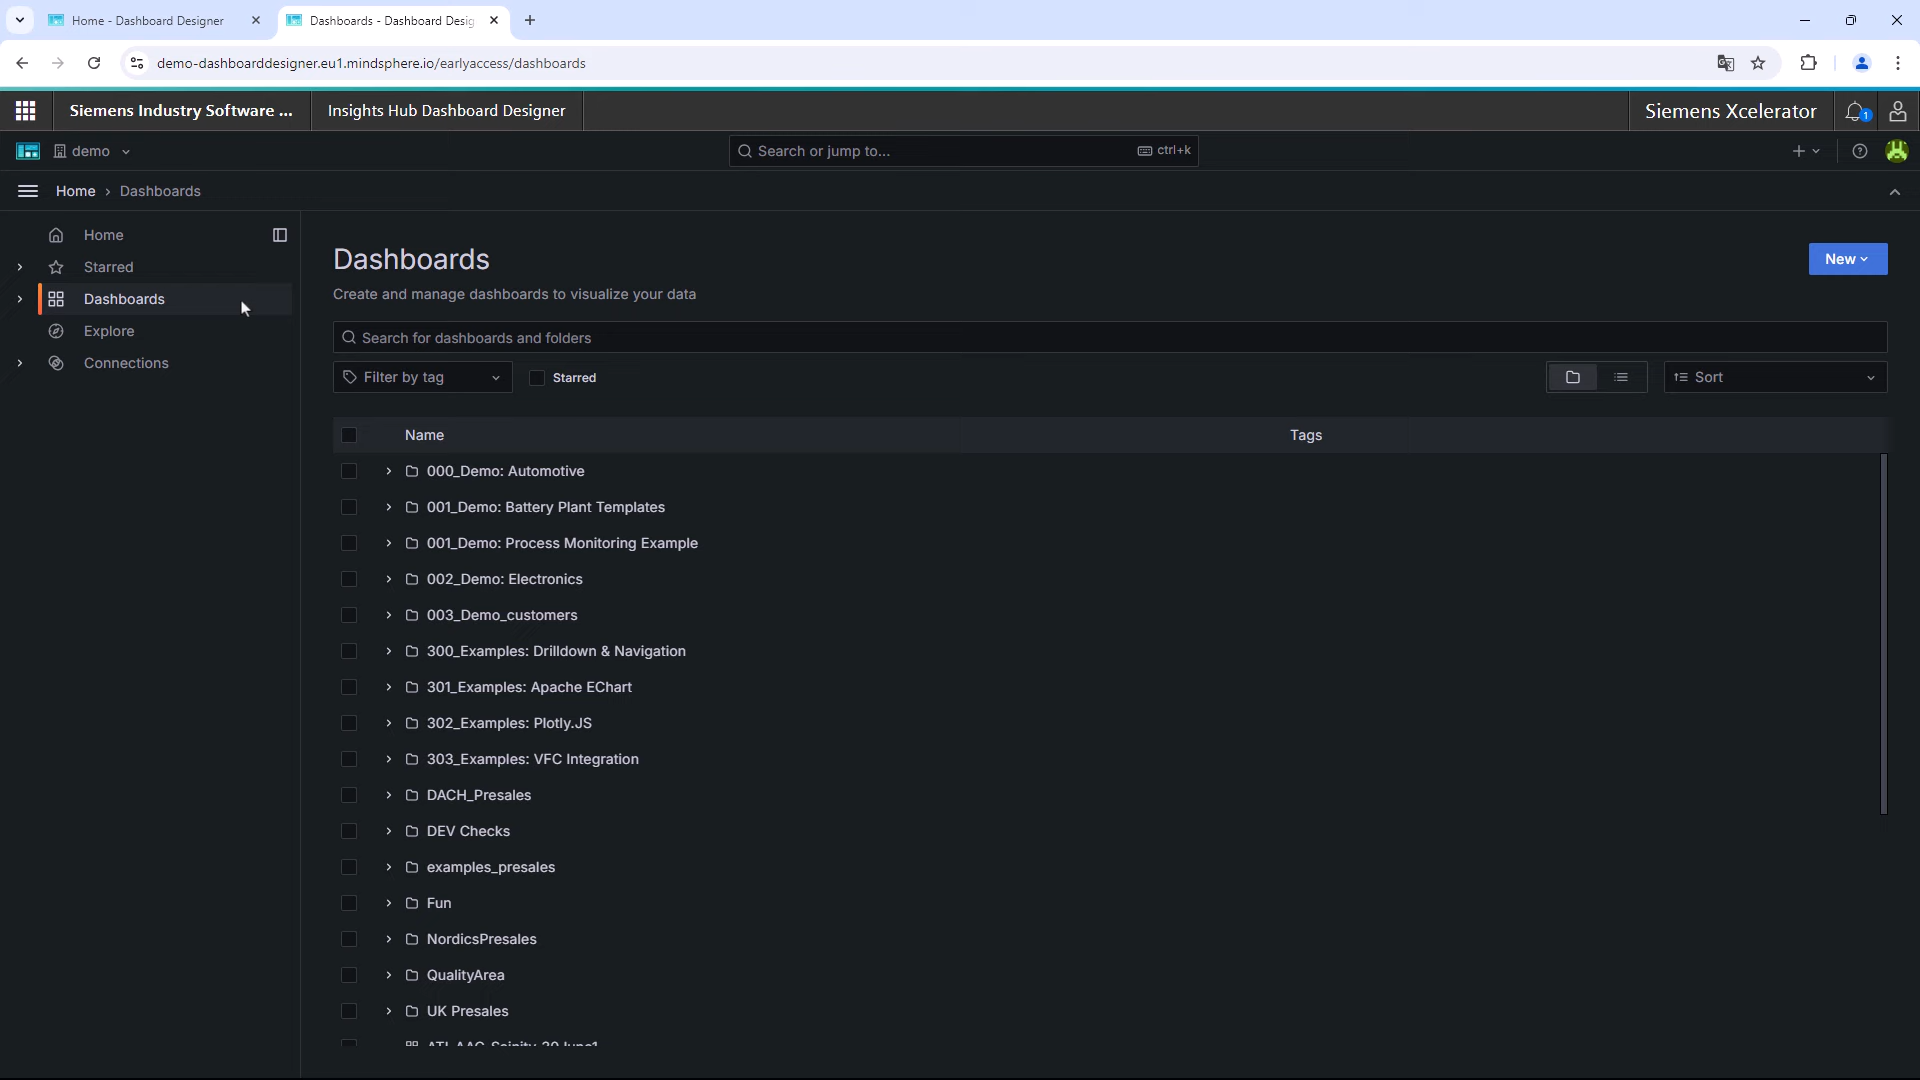 Home - Dashboard Designer
Dashboards - Dashboard Desig
demo-dashboarddesigner.eu1.mindsphere.io/earlyaccess/dashboards
Siemens Industry Software ...
Insights Hub Dashboard Designer
Siemens Xcelerator
1
demo
Search or jump to...
ctrl+k
Home › Dashboards
Home
Starred
Dashboards
Explore
Connections
Dashboards
New
Create and manage dashboards to visualize your data
Search for dashboards and folders
Filter by tag
Starred
Sort
Name
Tags
000_Demo: Automotive
001_Demo: Battery Plant Templates
001_Demo: Process Monitoring Example
002_Demo: Electronics
003_Demo_customers
300_Examples: Drilldown & Navigation
301_Examples: Apache EChart
302_Examples: Plotly.JS
303_Examples: VFC Integration
DACH_Presales
DEV Checks
examples_presales
Fun
NordicsPresales
QualityArea
UK Presales